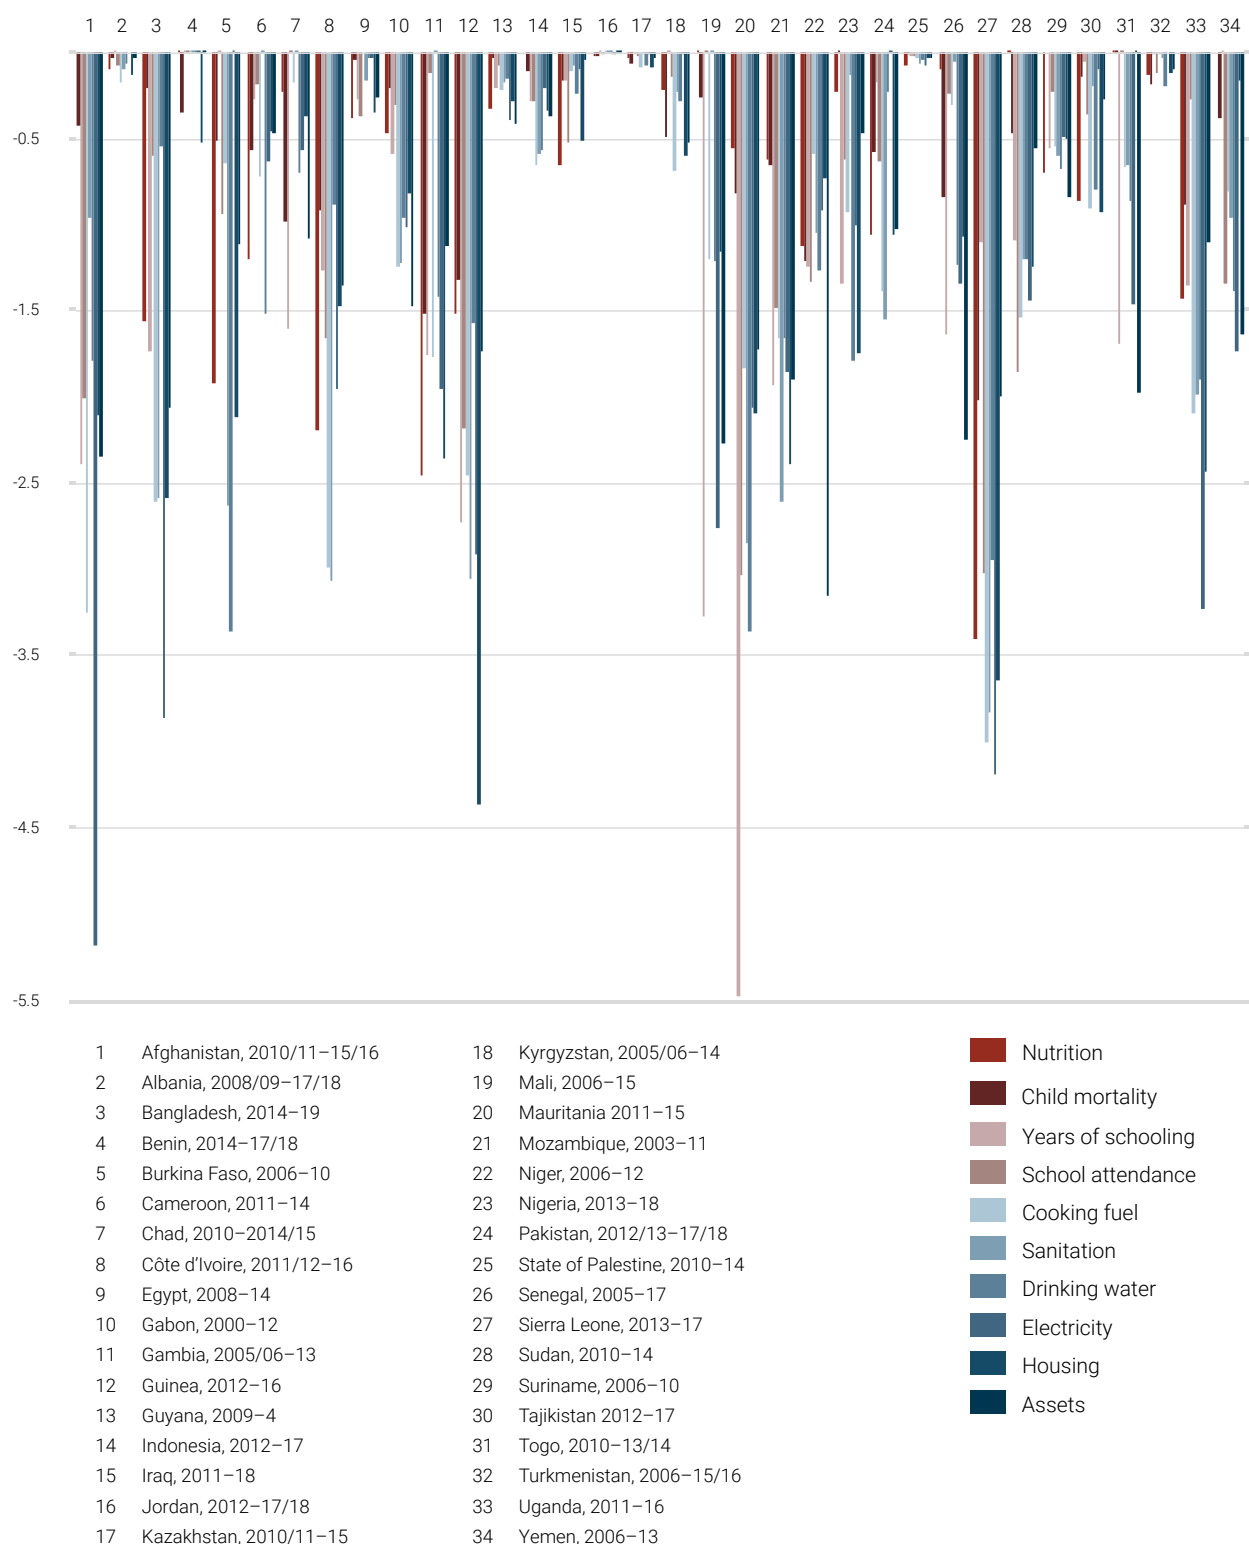 1 2 3 4 5 6 7 8 9 10 11 12 13 14 15 16 17 18 19 20 21 22 23 24 25 26 27 28 29 30 31 32 33 34
-0.5
-1.5
-2.5
-3.5
-4.5
-5.5
1 Afghanistan, 2010/11–15/16
2 Albania, 2008/09–17/18
3 Bangladesh, 2014–19
4 Benin, 2014–17/18
5 Burkina Faso, 2006–10
6 Cameroon, 2011–14
7 Chad, 2010–2014/15
8 Côte d'Ivoire, 2011/12–16
9 Egypt, 2008–14
10 Gabon, 2000–12
11 Gambia, 2005/06–13
12 Guinea, 2012–16
13 Guyana, 2009–4
14 Indonesia, 2012–17
15 Iraq, 2011–18
16 Jordan, 2012–17/18
17 Kazakhstan, 2010/11–15
18 Kyrgyzstan, 2005/06–14
19 Mali, 2006–15
20 Mauritania 2011–15
21 Mozambique, 2003–11
22 Niger, 2006–12
23 Nigeria, 2013–18
24 Pakistan, 2012/13–17/18
25 State of Palestine, 2010–14
26 Senegal, 2005–17
27 Sierra Leone, 2013–17
28 Sudan, 2010–14
29 Suriname, 2006–10
30 Tajikistan 2012–17
31 Togo, 2010–13/14
32 Turkmenistan, 2006–15/16
33 Uganda, 2011–16
34 Yemen, 2006–13
Nutrition
Child mortality
Years of schooling
School attendance
Cooking fuel
Sanitation
Drinking water
Electricity
Housing
Assets